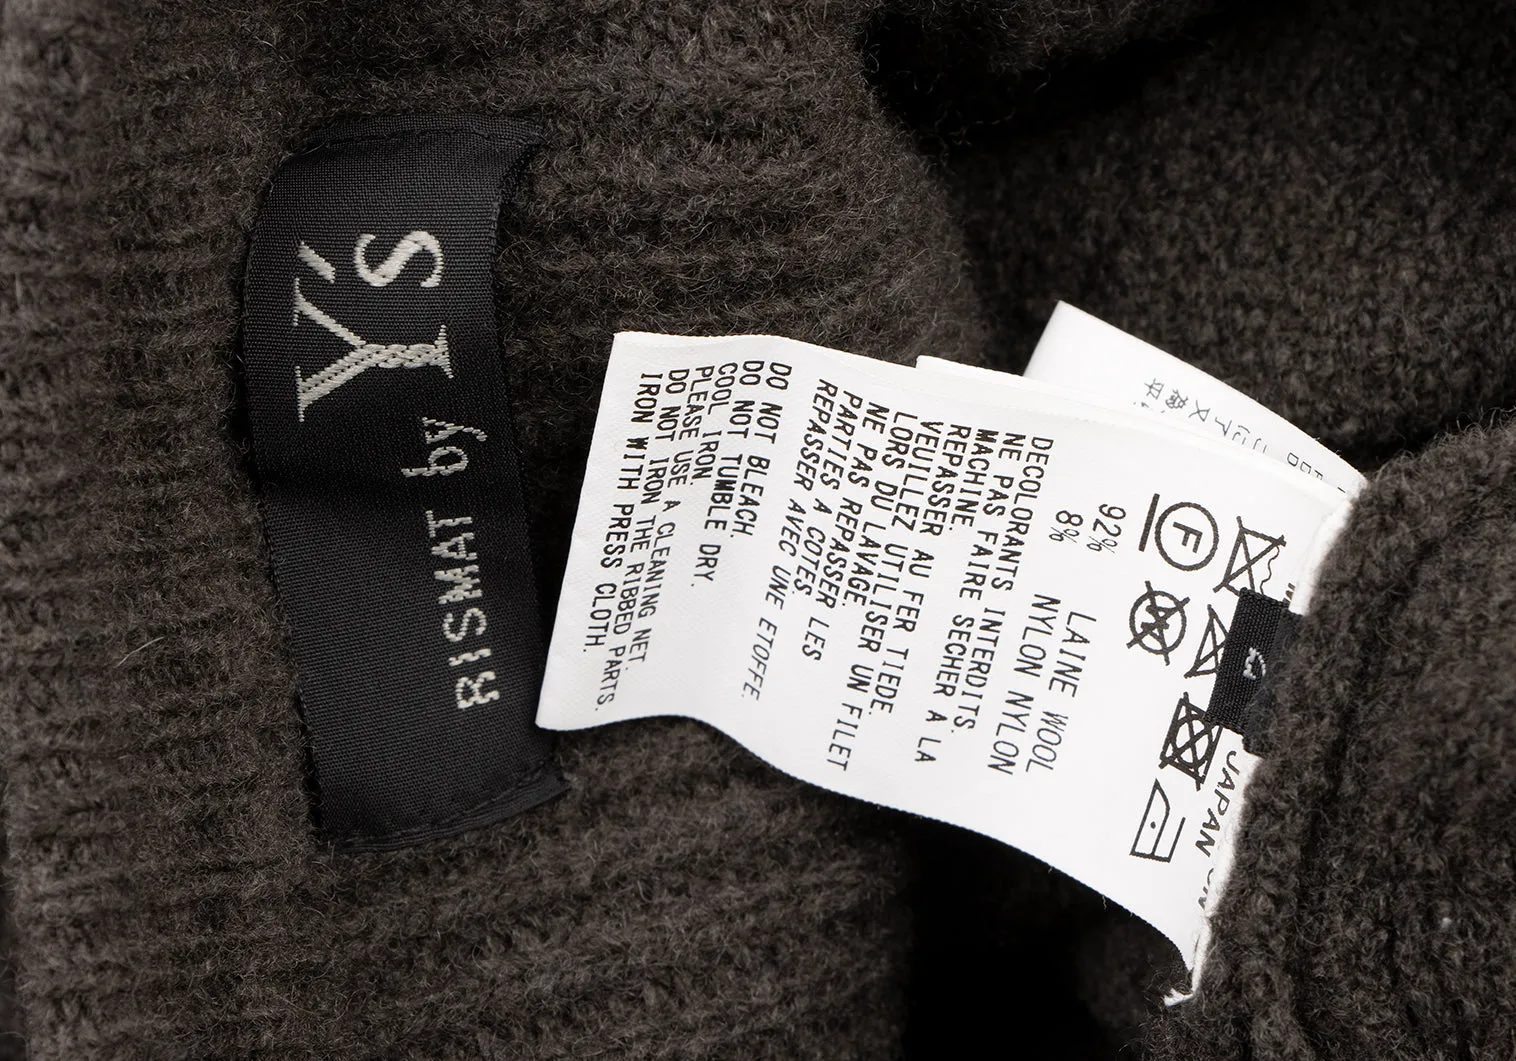 Y's
BISMAT by
JAPAN
F
92% LAINE WOOL
8% NYLON NYLON
DECOLORANTS INTERDITS.
NE PAS FAIRE SECHER A LA
MACHINE.
REPASSER AU FER TIEDE.
VEUILLEZ UTILISER UN FILET
LORS DU LAVAGE.
NE PAS REPASSER LES
PARTIES A COTES.
REPASSER AVEC UNE ETOFFE.
DO NOT BLEACH.
DO NOT TUMBLE DRY.
COOL IRON
PLEASE USE A CLEANING NET.
DO NOT IRON THE RIBBED PARTS.
IRON WITH PRESS CLOTH.